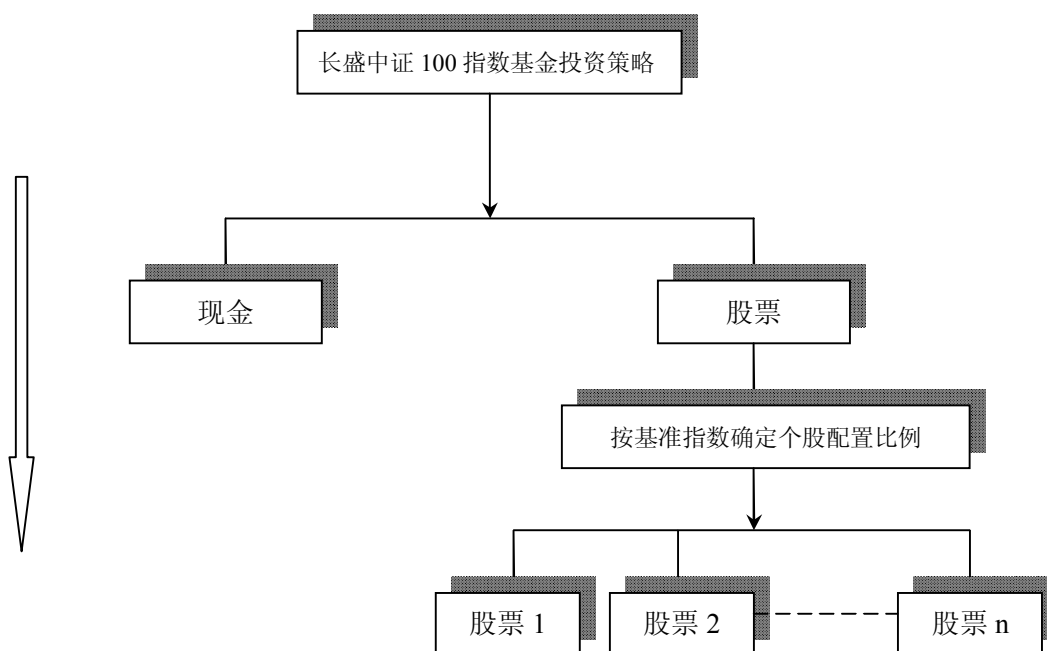 长盛中证 100 指数基金投资策略
现金
股票
按基准指数确定个股配置比例
股票 1
股票 2
股票 n